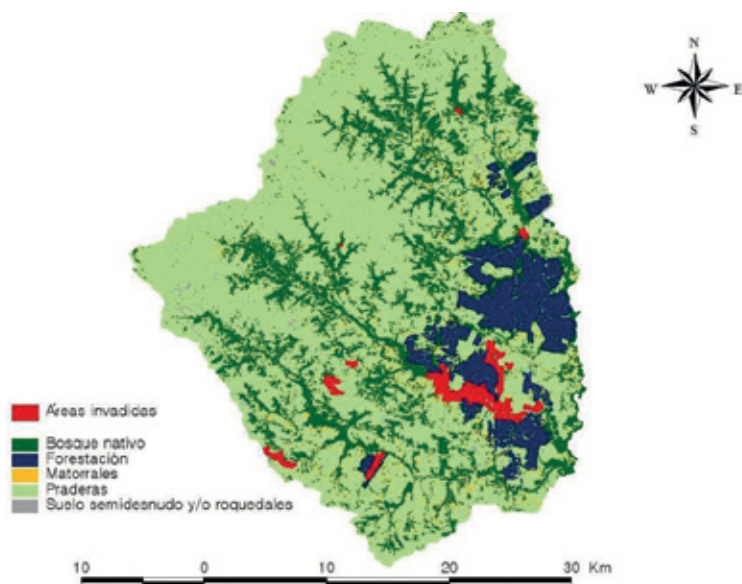 N
W E
S
Áreas invadidas
Bosque nativo
Forestación
Matorrales
Praderas
Suelo semidesnudo y/o roquedales
10 0 10 20 30 Km